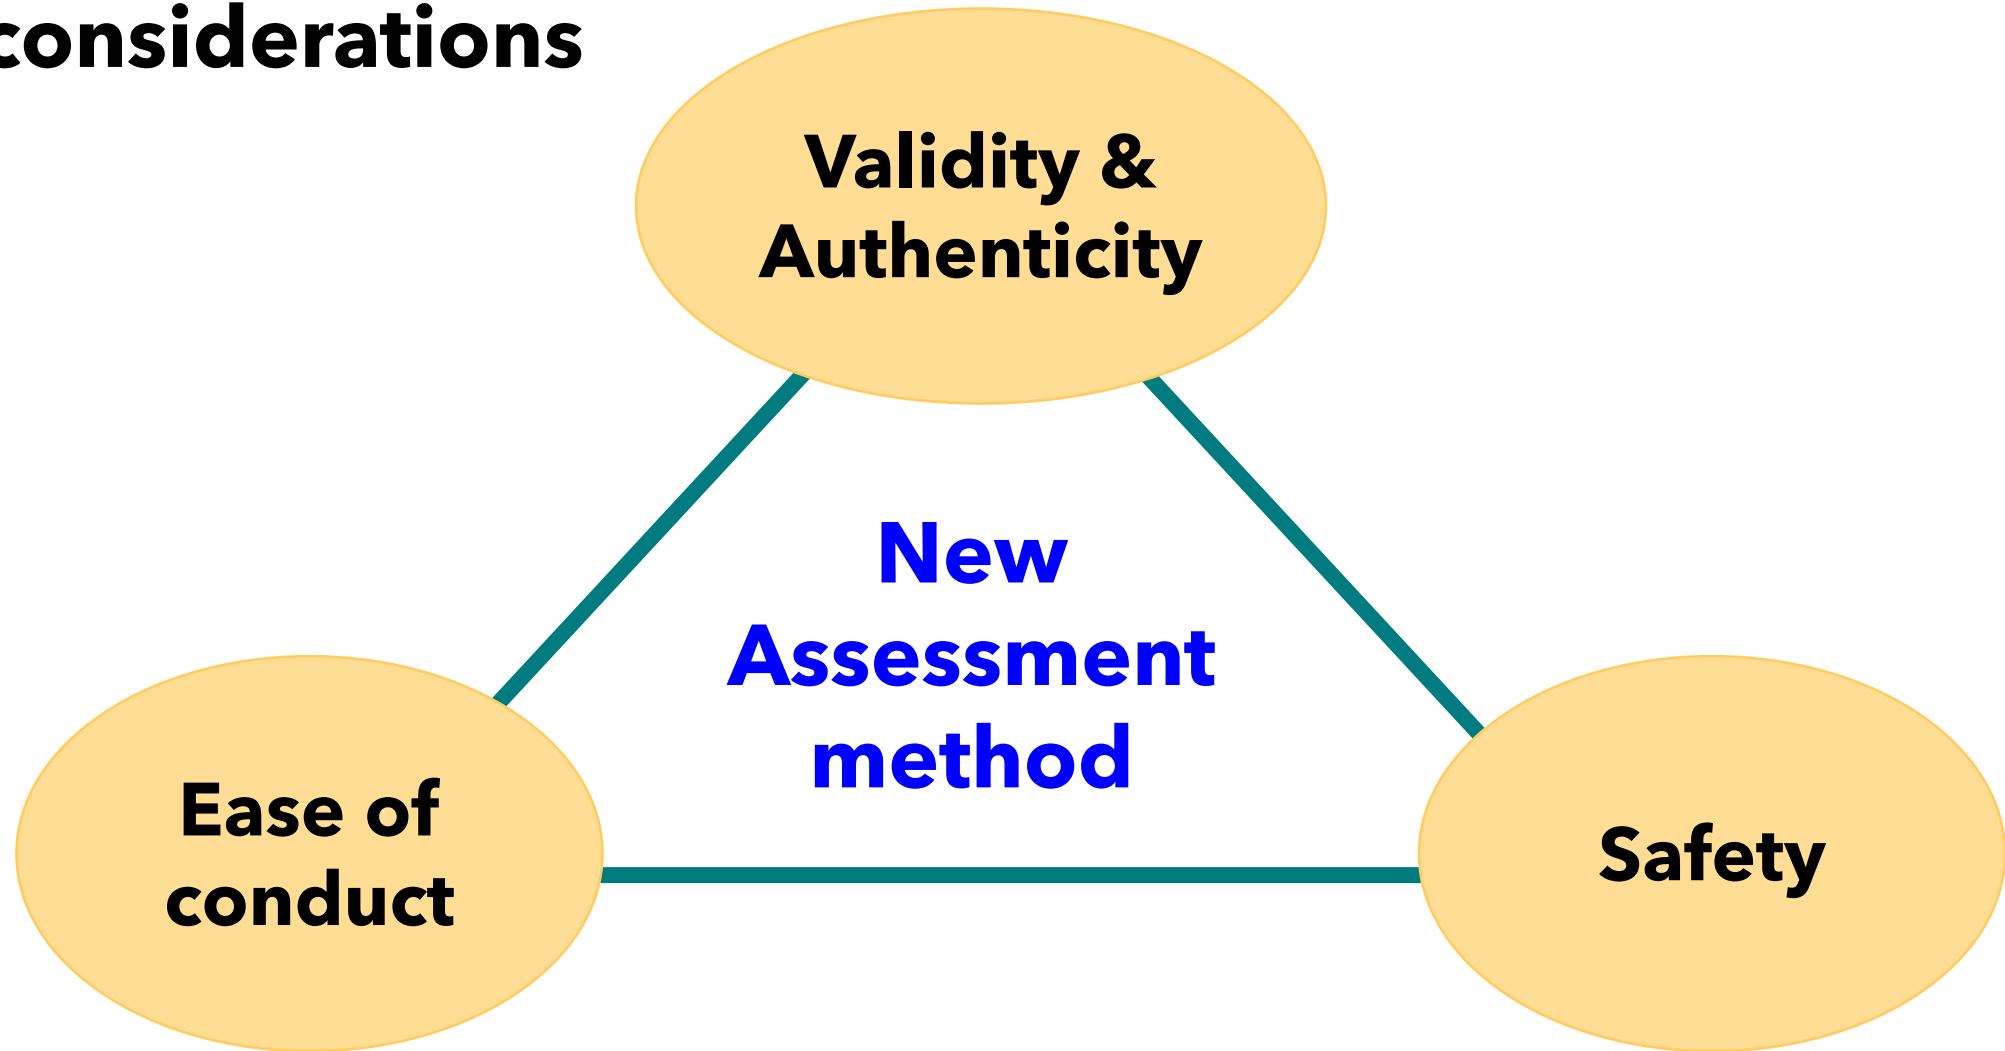 considerations
Validity &
Authenticity
New
Assessment
method
Ease of
conduct
Safety